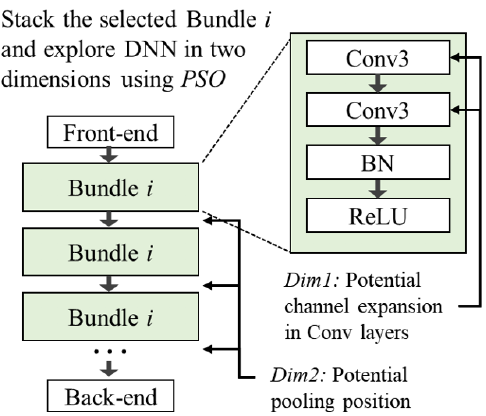 Stack the selected Bundle i
and explore DNN in two
dimensions using PSO
Front-end
Bundle i
Bundle i
Bundle i
...
Back-end
Conv3
Conv3
BN
ReLU
Dim1: Potential
channel expansion
in Conv layers
Dim2: Potential
pooling position